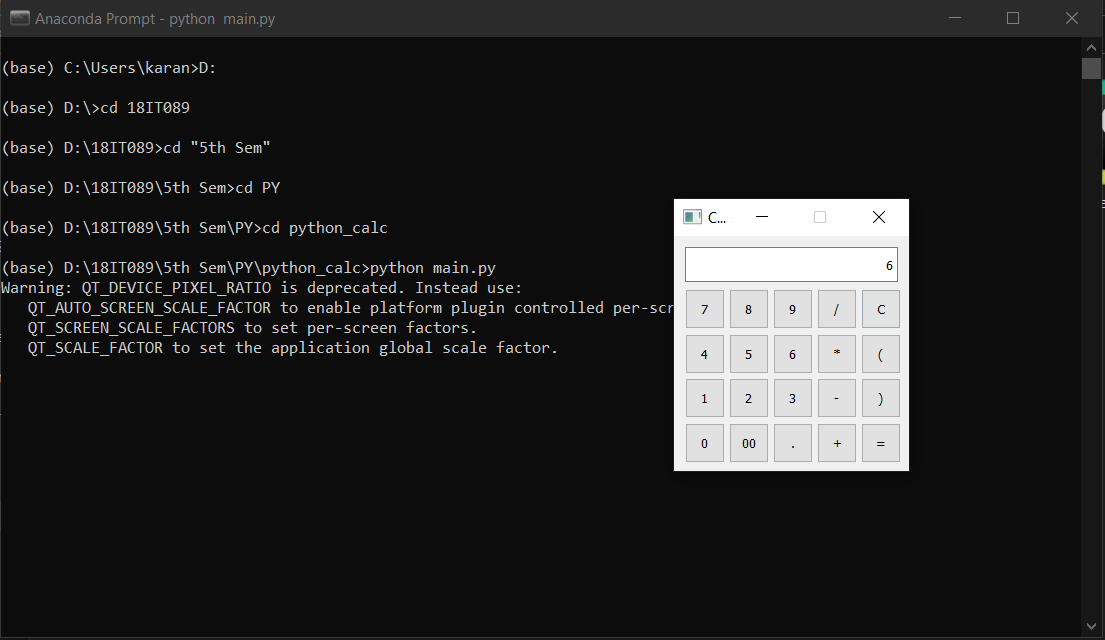 Anaconda Prompt - python  main.py
(base) C:\Users\karan>D:
(base) D:\>cd 18IT089
(base) D:\18IT089>cd "5th Sem"
(base) D:\18IT089\5th Sem>cd PY
(base) D:\18IT089\5th Sem\PY>cd python_calc
(base) D:\18IT089\5th Sem\PY\python_calc>python main.py
Warning: QT_DEVICE_PIXEL_RATIO is deprecated. Instead use:
   QT_AUTO_SCREEN_SCALE_FACTOR to enable platform plugin controlled per-scr
   QT_SCREEN_SCALE_FACTORS to set per-screen factors.
   QT_SCALE_FACTOR to set the application global scale factor.
C...
6
7 8 9 / C
4 5 6 * (
1 2 3 - )
0 00 . + =